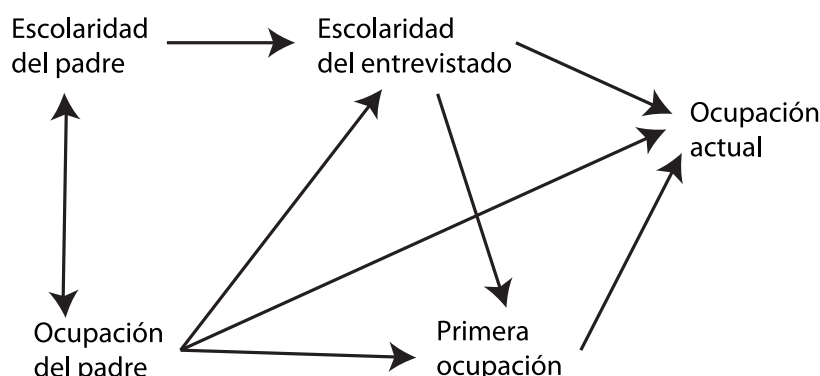 Escolaridad
del padre
Escolaridad
del entrevistado
Ocupación
actual
Ocupación
del padre
Primera
ocupación